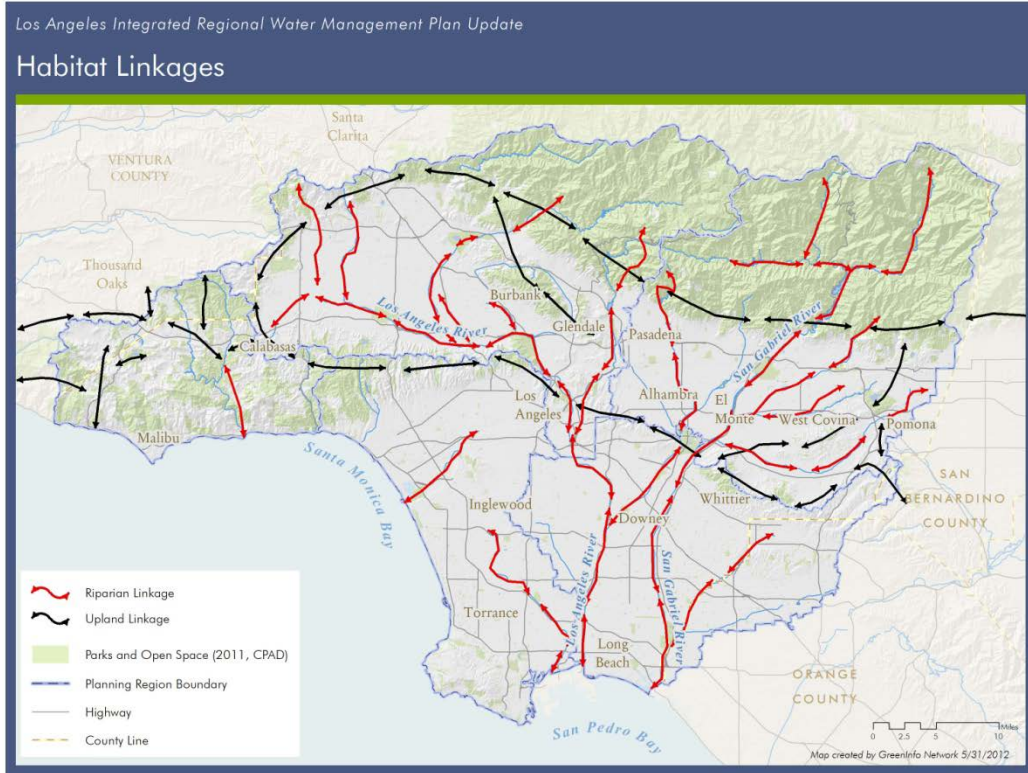 Los Angeles Integrated Regional Water Management Plan Update
Habitat Linkages
Santa
Clarita
VENTURA
COUNTY
Thousand
Oaks
Burbank
Los Angeles River
Glendale
Pasadena
San Gabriel River
Calabasas
Los
Angeles
Alhambra
El
Monte
West Covina
Pomona
Malibu
Santa Monica Bay
Inglewood
Downey
Whittier
SAN
BERNARDINO
COUNTY
Torrance
Los Angeles River
San Gabriel River
Long
Beach
ORANGE
COUNTY
San Pedro Bay
Riparian Linkage
Upland Linkage
Parks and Open Space (2011, CPAD)
Planning Region Boundary
Highway
County Line
Miles
0 2.5 5 10
Map created by GreenInfo Network 5/31/2012